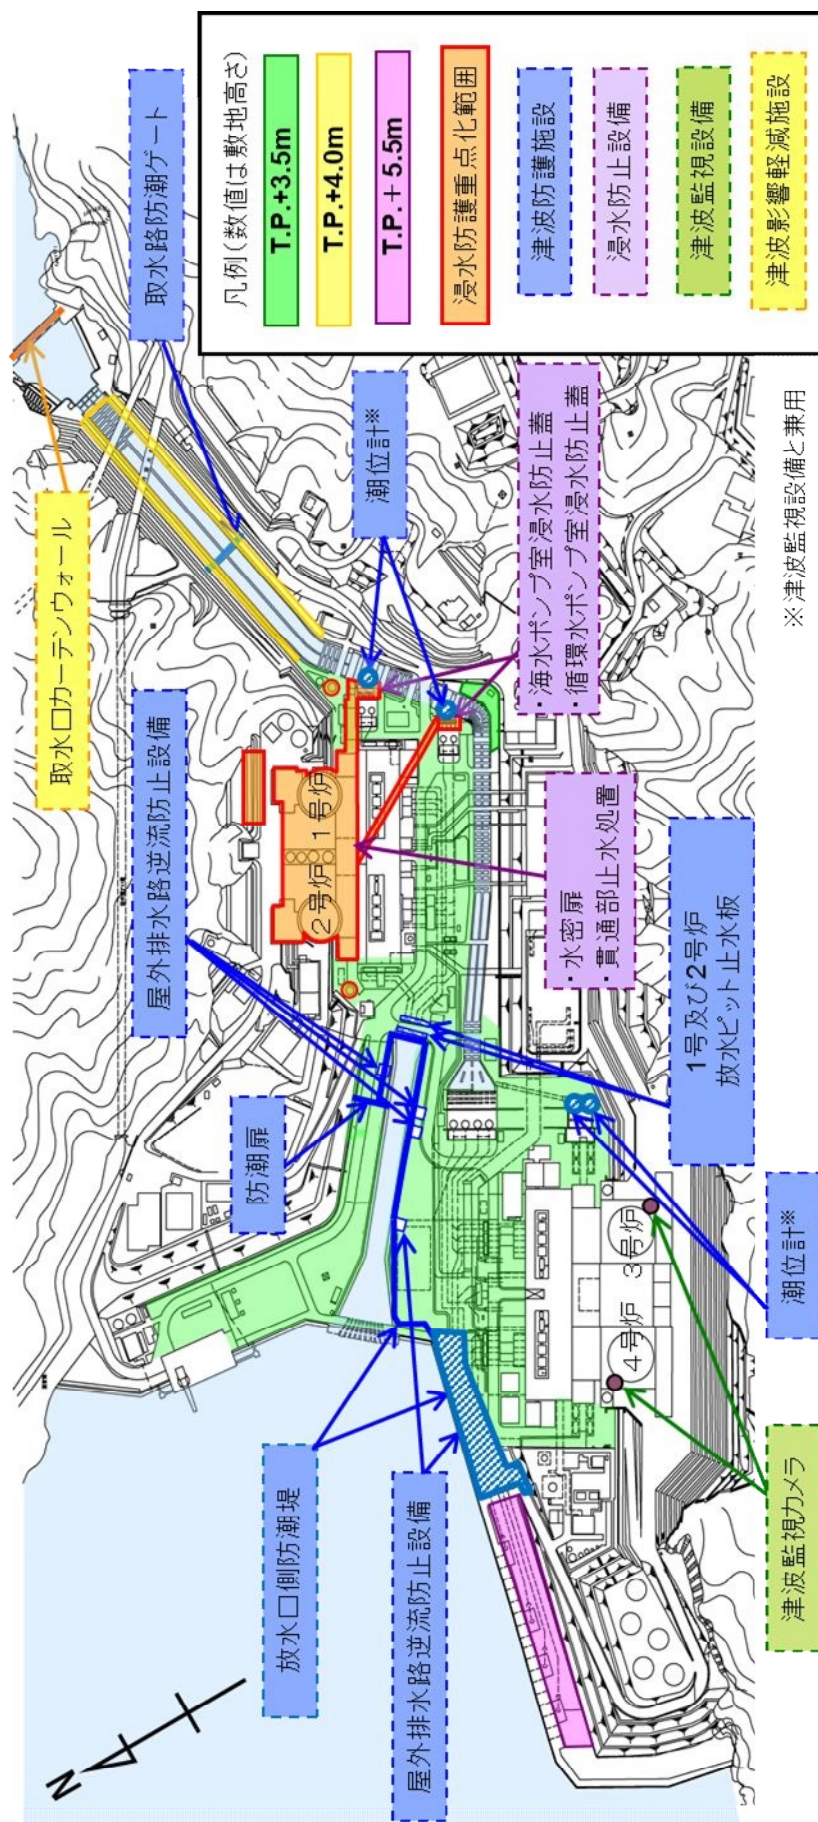 凡例(数値は敷地高さ)
T.P.+3.5m
T.P.+4.0m
T.P.+5.5m
浸水防護重点化範囲
津波防護施設
浸水防止設備
津波監視設備
津波影響軽減施設
取水路防潮ゲート
取水口カーテンウォール
潮位計※
・海水ポンプ室浸水防止蓋
・循環水ポンプ室浸水防止蓋
※津波監視設備と兼用
屋外排水路逆流防止設備
2号炉 1号炉
・水密扉
・貫通部止水処置
防潮扉
1号及び2号炉
放水ピット止水板
放水口側防潮堤
屋外排水路逆流防止設備
4号炉 3号炉
潮位計※
津波監視カメラ
N